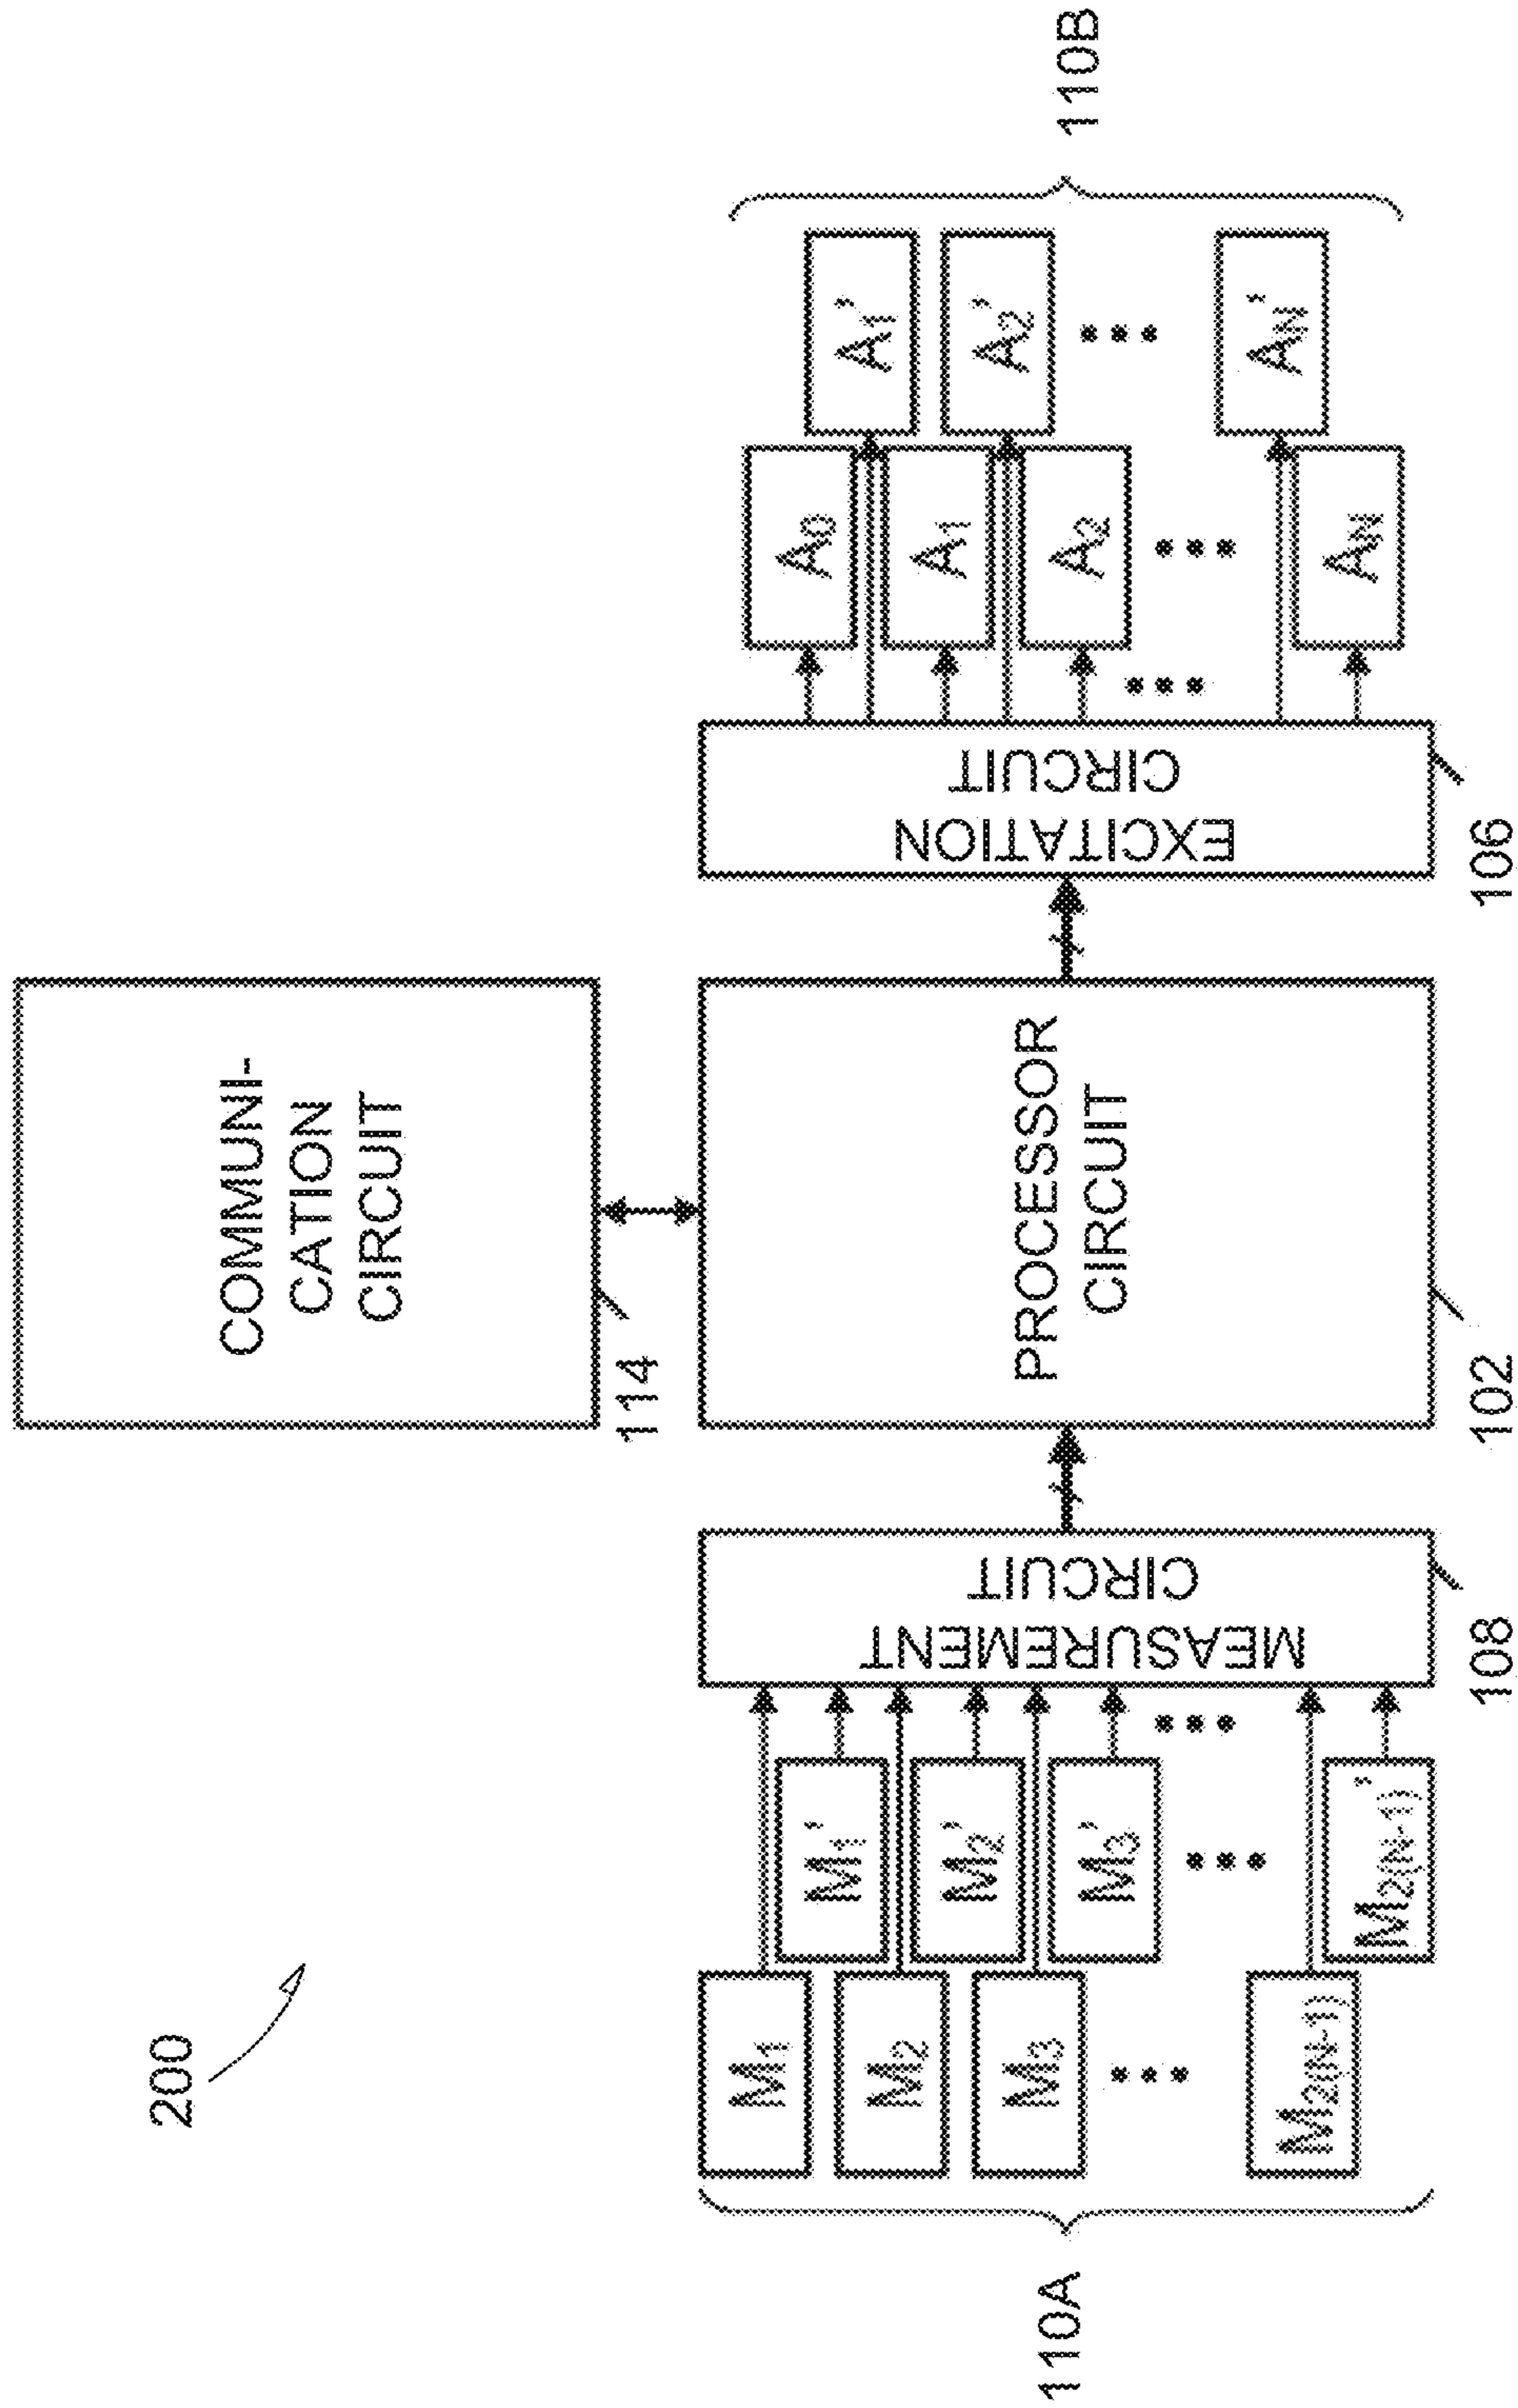 200
COMMUNI-
CATION
CIRCUIT
114
110A
M1
M2
M3
M2(N-1)
M1'
M2'
M3'
M2(N-1)'
MEASUREMENT
CIRCUIT
108
PROCESSOR
CIRCUIT
102
EXCITATION
CIRCUIT
106
A0
A1
A2
AN
A1'
A2'
AN'
110B